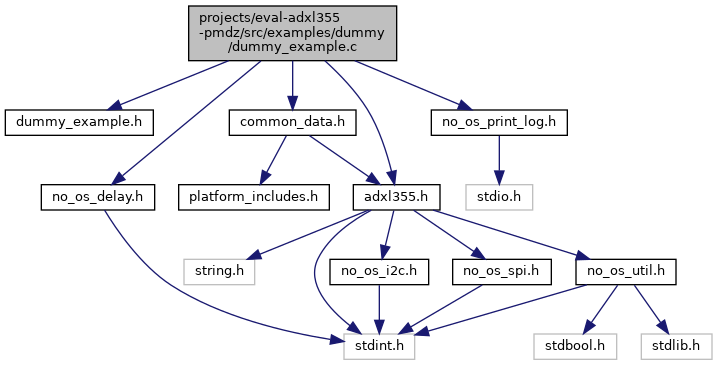 projects/eval-adxl355
-pmdz/src/examples/dummy
/dummy_example.c
dummy_example.h
common_data.h
no_os_print_log.h
no_os_delay.h
platform_includes.h
adxl355.h
stdio.h
string.h
no_os_i2c.h
no_os_spi.h
no_os_util.h
stdint.h
stdbool.h
stdlib.h